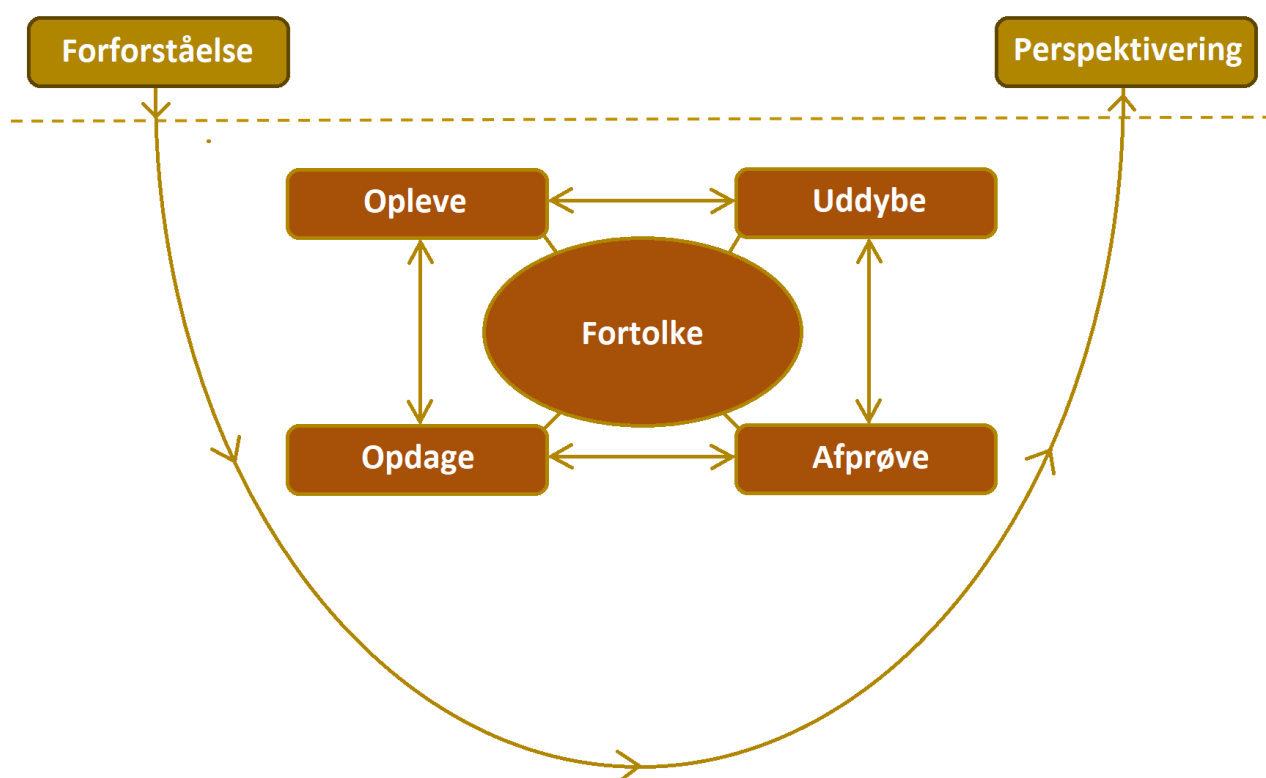 Forforståelse
Perspektivering
Opleve
Uddybe
Fortolke
Opdage
Afprøve